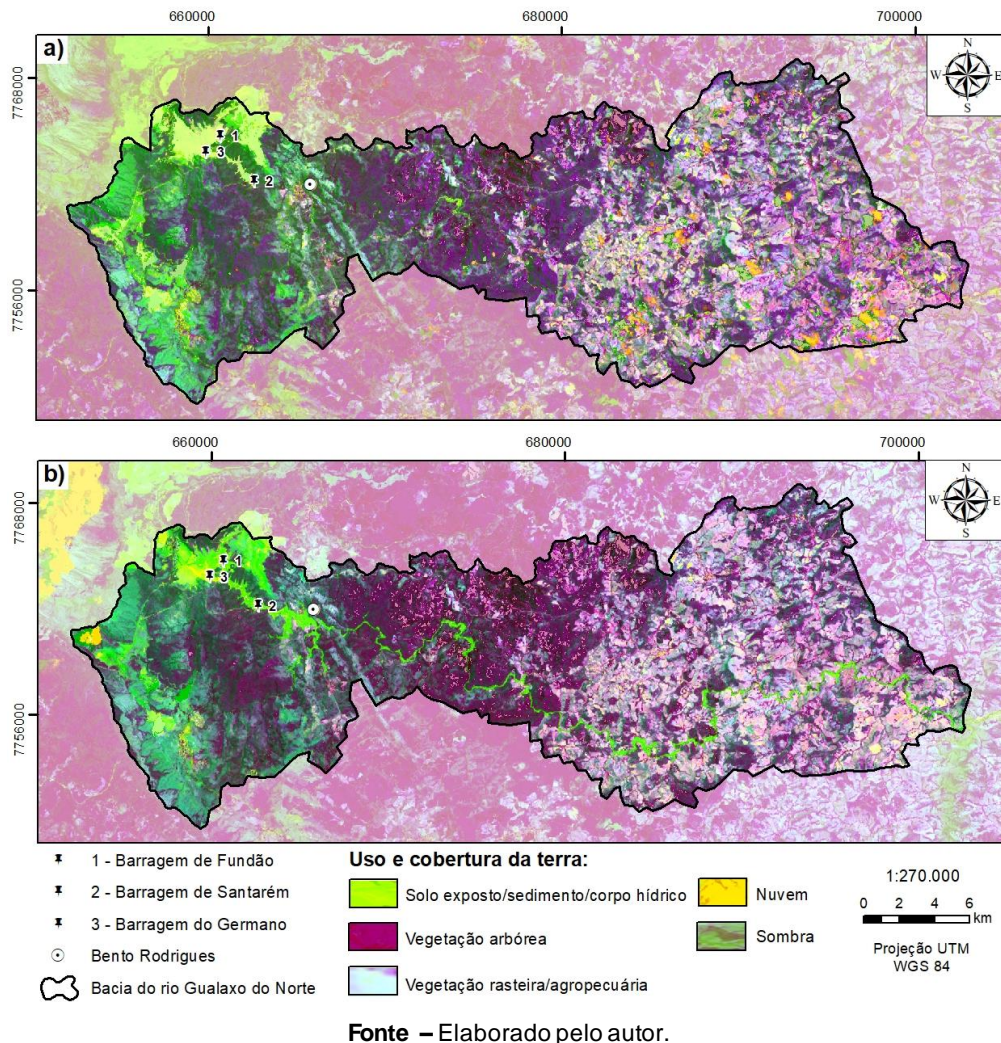 660000 680000 700000
a)
N
W E
S
7768000
1
3
2
7756000
660000 680000 700000
b)
N
W E
S
7768000
1
3
2
7756000
1 - Barragem de Fundão
2 - Barragem de Santarém
3 - Barragem do Germano
Bento Rodrigues
Bacia do rio Gualaxo do Norte
Uso e cobertura da terra:
Solo exposto/sedimento/corpo hídrico
Vegetação arbórea
Vegetação rasteira/agropecuária
Nuvem
Sombra
1:270.000
0 2 4 6
km
Projeção UTM
WGS 84
Fonte – Elaborado pelo autor.